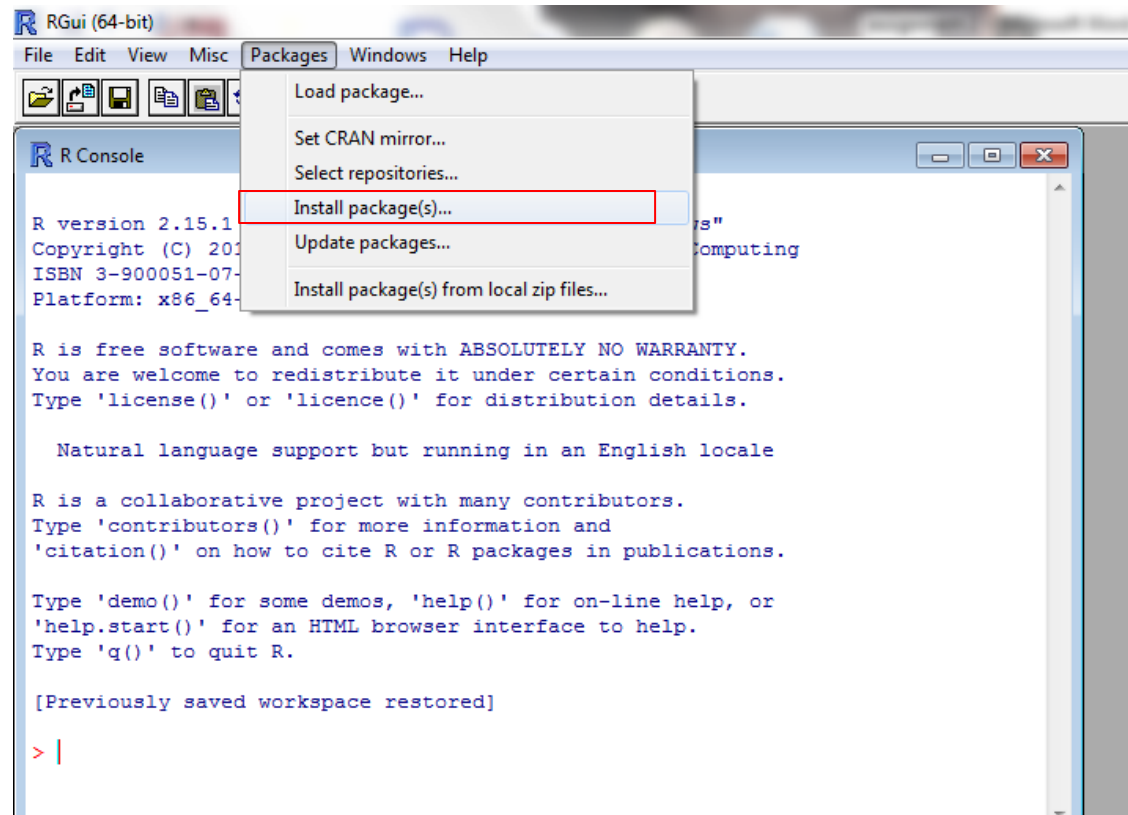 RGui (64-bit)
File Edit View Misc Packages Windows Help
Load package...
Set CRAN mirror...
Select repositories...
Install package(s)...
Update packages...
Install package(s) from local zip files...
R Console
R version 2.15.1
Copyright (C) 201 Computing
ISBN 3-900051-07-
Platform: x86_64-
R is free software and comes with ABSOLUTELY NO WARRANTY.
You are welcome to redistribute it under certain conditions.
Type 'license()' or 'licence()' for distribution details.
Natural language support but running in an English locale
R is a collaborative project with many contributors.
Type 'contributors()' for more information and
'citation()' on how to cite R or R packages in publications.
Type 'demo()' for some demos, 'help()' for on-line help, or
'help.start()' for an HTML browser interface to help.
Type 'q()' to quit R.
[Previously saved workspace restored]
>